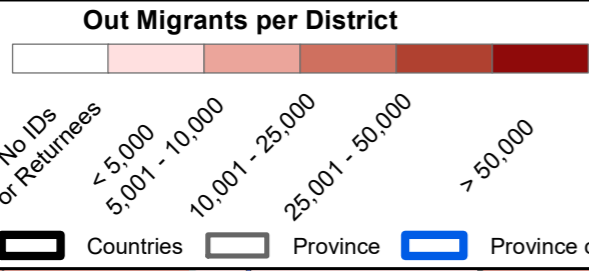 Out Migrants per District
No IDs
or Returnees
< 5,000
5,001 - 10,000
10,001 - 25,000
25,001 - 50,000
> 50,000
Countries Province Province